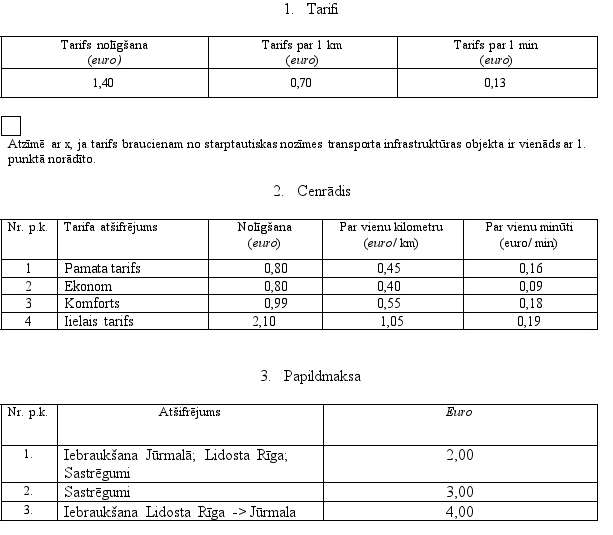 1. Tarifi
Tarifs nolīgšana Tarifs par 1 km Tarifs par 1 min
(euro) (euro) (euro)
1,40 0,70 0,13
Atzīmē ar x, ja tarifs braucienam no starptautiskas nozīmes transporta infrastruktūras objekta ir vienāds ar 1.
punktā norādīto.
2. Cenrādis
Nr. p.k. Tarifa atšifrējums Nolīgšana Par vienu kilometru Par vienu minūti
(euro) (euro/ km) (euro/ min)
1 Pamata tarifs 0,80 0,45 0,16
2 Ekonom 0,80 0,40 0,09
3 Komforts 0,99 0,55 0,18
4 Iielais tarifs 2,10 1,05 0,19
3. Papildmaksa
Nr. p.k. Atšifrējums Euro
1. Iebraukšana Jūrmalā; Lidosta Rīga; 2,00
Sastrēgumi
2. Sastrēgumi 3,00
3. Iebraukšana Lidosta Rīga -> Jūrmala 4,00